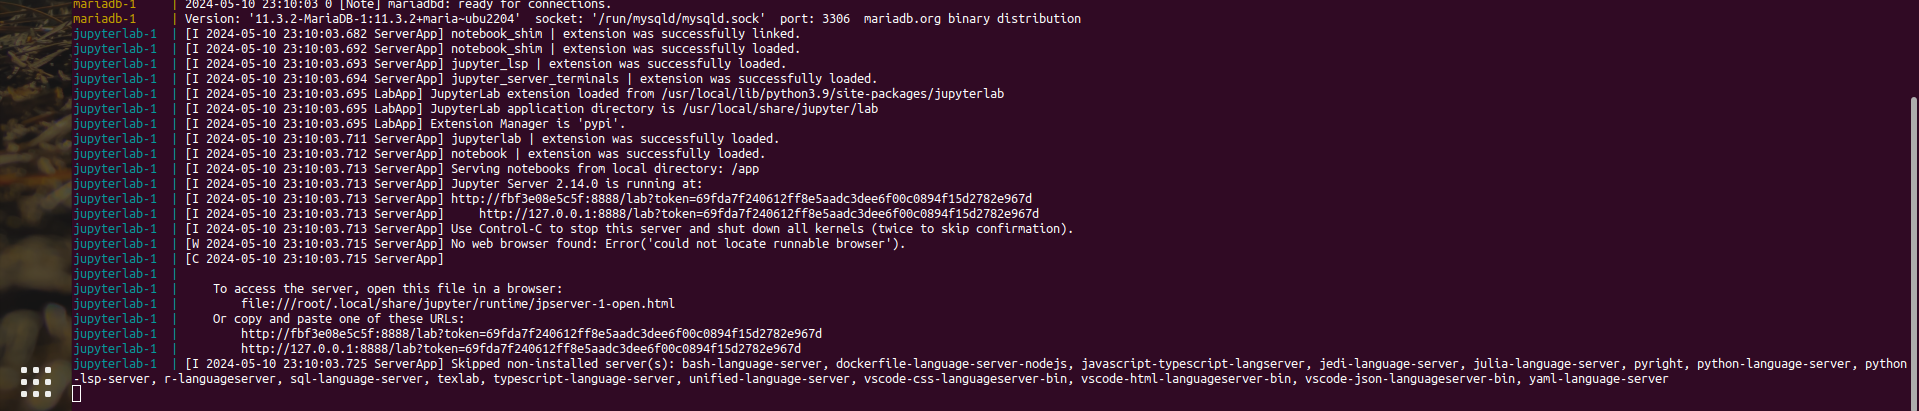 mariadb-1     | 2024-05-10 23:10:03 0 [Note] mariadbd: ready for connections.
mariadb-1     | Version: '11.3.2-MariaDB-1:11.3.2+maria~ubu2204'  socket: '/run/mysqld/mysqld.sock'  port: 3306  mariadb.org binary distribution
jupyterlab-1  | [I 2024-05-10 23:10:03.682 ServerApp] notebook_shim | extension was successfully linked.
jupyterlab-1  | [I 2024-05-10 23:10:03.692 ServerApp] notebook_shim | extension was successfully loaded.
jupyterlab-1  | [I 2024-05-10 23:10:03.693 ServerApp] jupyter_lsp | extension was successfully loaded.
jupyterlab-1  | [I 2024-05-10 23:10:03.694 ServerApp] jupyter_server_terminals | extension was successfully loaded.
jupyterlab-1  | [I 2024-05-10 23:10:03.695 LabApp] JupyterLab extension loaded from /usr/local/lib/python3.9/site-packages/jupyterlab
jupyterlab-1  | [I 2024-05-10 23:10:03.695 LabApp] JupyterLab application directory is /usr/local/share/jupyter/lab
jupyterlab-1  | [I 2024-05-10 23:10:03.695 LabApp] Extension Manager is 'pypi'.
jupyterlab-1  | [I 2024-05-10 23:10:03.711 ServerApp] jupyterlab | extension was successfully loaded.
jupyterlab-1  | [I 2024-05-10 23:10:03.712 ServerApp] notebook | extension was successfully loaded.
jupyterlab-1  | [I 2024-05-10 23:10:03.713 ServerApp] Serving notebooks from local directory: /app
jupyterlab-1  | [I 2024-05-10 23:10:03.713 ServerApp] Jupyter Server 2.14.0 is running at:
jupyterlab-1  | [I 2024-05-10 23:10:03.713 ServerApp] http://fbf3e08e5c5f:8888/lab?token=69fda7f240612ff8e5aadc3dee6f00c0894f15d2782e967d
jupyterlab-1  | [I 2024-05-10 23:10:03.713 ServerApp]     http://127.0.0.1:8888/lab?token=69fda7f240612ff8e5aadc3dee6f00c0894f15d2782e967d
jupyterlab-1  | [I 2024-05-10 23:10:03.713 ServerApp] Use Control-C to stop this server and shut down all kernels (twice to skip confirmation).
jupyterlab-1  | [W 2024-05-10 23:10:03.715 ServerApp] No web browser found: Error('could not locate runnable browser').
jupyterlab-1  | [C 2024-05-10 23:10:03.715 ServerApp]
jupyterlab-1  |
jupyterlab-1  |     To access the server, open this file in a browser:
jupyterlab-1  |         file:///root/.local/share/jupyter/runtime/jpserver-1-open.html
jupyterlab-1  |     Or copy and paste one of these URLs:
jupyterlab-1  |         http://fbf3e08e5c5f:8888/lab?token=69fda7f240612ff8e5aadc3dee6f00c0894f15d2782e967d
jupyterlab-1  |         http://127.0.0.1:8888/lab?token=69fda7f240612ff8e5aadc3dee6f00c0894f15d2782e967d
jupyterlab-1  | [I 2024-05-10 23:10:03.725 ServerApp] Skipped non-installed server(s): bash-language-server, dockerfile-language-server-nodejs, javascript-typescript-langserver, jedi-language-server, julia-language-server, pyright, python-language-server, python
-lsp-server, r-languageserver, sql-language-server, texlab, typescript-language-server, unified-language-server, vscode-css-languageserver-bin, vscode-html-languageserver-bin, vscode-json-languageserver-bin, yaml-language-server